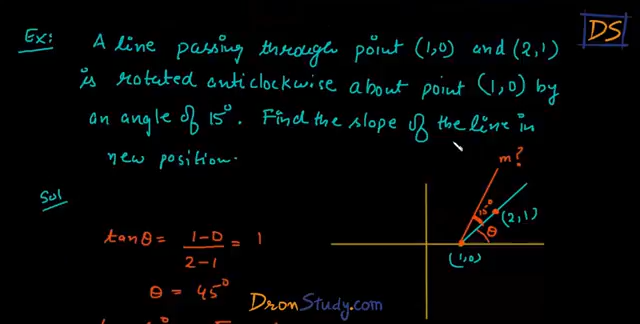 DS
Ex: A line passing through point (1,0) and (2,1)
is rotated anticlockwise about point (1,0) by
an angle of 15°. Find the slope of the line in
new position.
Sol
m?
15°
(2,1)
θ
(1,0)
tanθ = 1-0 / 2-1 = 1
θ = 45°
DronStudy.com